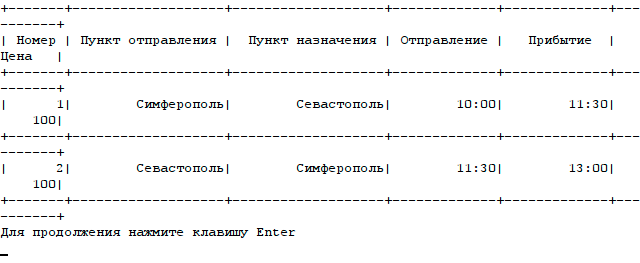 +-------+-------------------+-------------------+-------------+-------------+---
-------+
| Номер | Пункт отправления |  Пункт назначения | Отправление |   Прибытие  |
Цена   |
+-------+-------------------+-------------------+-------------+-------------+---
-------+
|      1|        Симферополь|        Севастополь|        10:00|        11:30|
    100|
+-------+-------------------+-------------------+-------------+-------------+---
-------+
|      2|        Севастополь|        Симферополь|        11:30|        13:00|
    100|
+-------+-------------------+-------------------+-------------+-------------+---
-------+
Для продолжения нажмите клавишу Enter